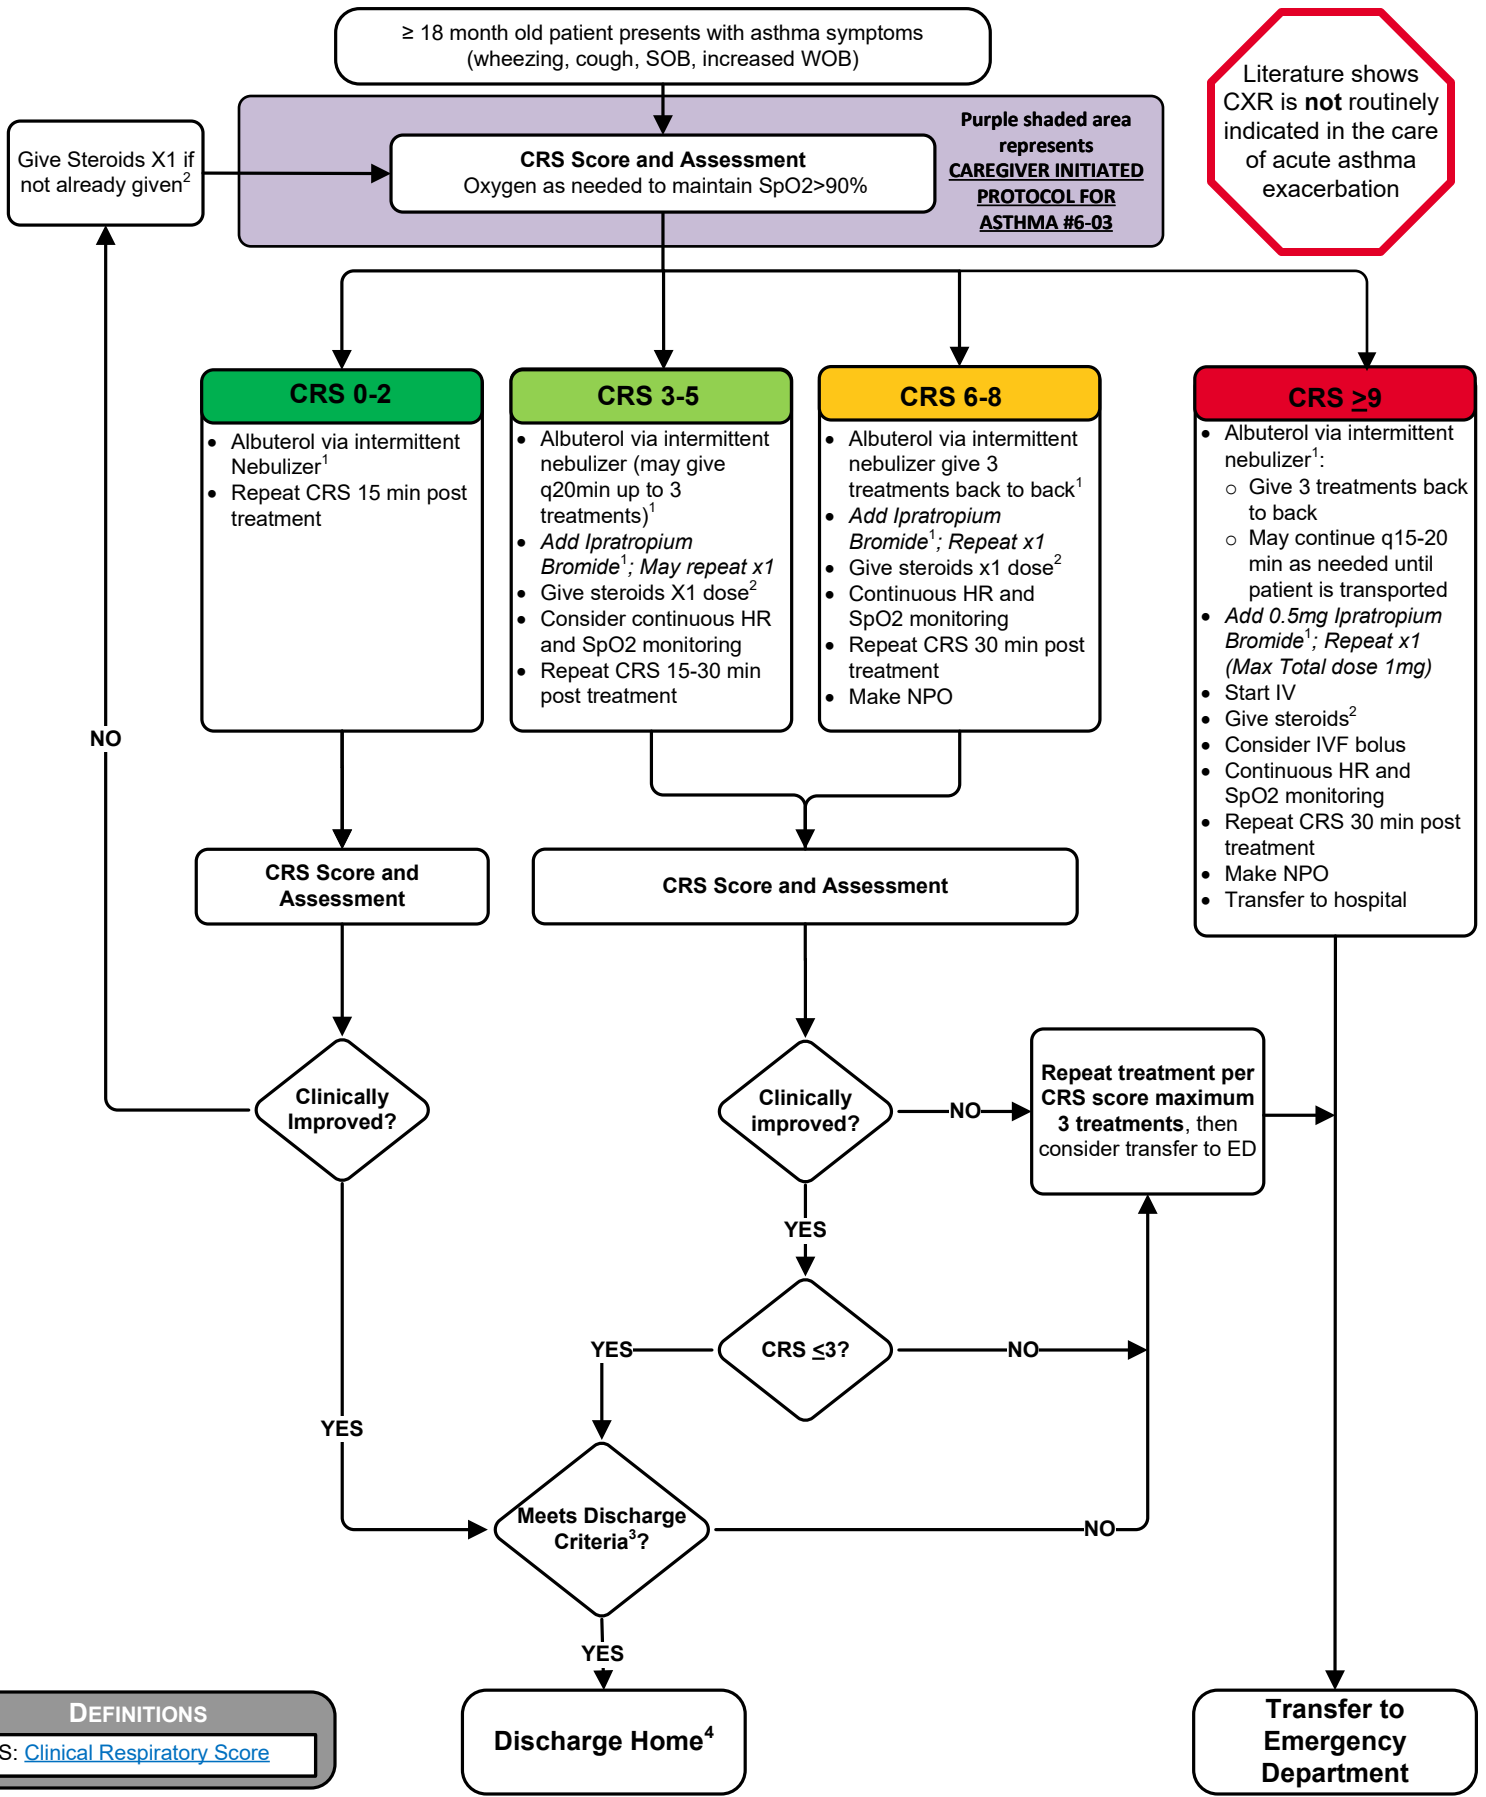 ≥ 18 month old patient presents with asthma symptoms
(wheezing, cough, SOB, increased WOB)
Literature shows
CXR is not routinely
indicated in the care
of acute asthma
exacerbation
Give Steroids X1 if
not already given2
CRS Score and Assessment
Oxygen as needed to maintain SpO2>90%
Purple shaded area
represents
CAREGIVER INITIATED
PROTOCOL FOR
ASTHMA #6-03
CRS 0-2
• Albuterol via intermittent
Nebulizer1
• Repeat CRS 15 min post
treatment
CRS 3-5
• Albuterol via intermittent
nebulizer (may give
q20min up to 3
treatments)1
• Add Ipratropium
Bromide1; May repeat x1
• Give steroids X1 dose2
• Consider continuous HR
and SpO2 monitoring
• Repeat CRS 15-30 min
post treatment
CRS 6-8
• Albuterol via intermittent
nebulizer give 3
treatments back to back1
• Add Ipratropium
Bromide1; Repeat x1
• Give steroids x1 dose2
• Continuous HR and
SpO2 monitoring
• Repeat CRS 30 min post
treatment
• Make NPO
CRS ≥9
• Albuterol via intermittent
nebulizer1:
o Give 3 treatments back
to back
o May continue q15-20
min as needed until
patient is transported
• Add 0.5mg Ipratropium
Bromide1; Repeat x1
(Max Total dose 1mg)
• Start IV
• Give steroids2
• Consider IVF bolus
• Continuous HR and
SpO2 monitoring
• Repeat CRS 30 min post
treatment
• Make NPO
• Transfer to hospital
NO
CRS Score and
Assessment
CRS Score and Assessment
Clinically
Improved?
Clinically
improved?
NO
Repeat treatment per
CRS score maximum
3 treatments, then
consider transfer to ED
YES
CRS ≤3?
YES
NO
YES
Meets Discharge
Criteria3?
NO
YES
DEFINITIONS
S: Clinical Respiratory Score
Discharge Home4
Transfer to
Emergency
Department